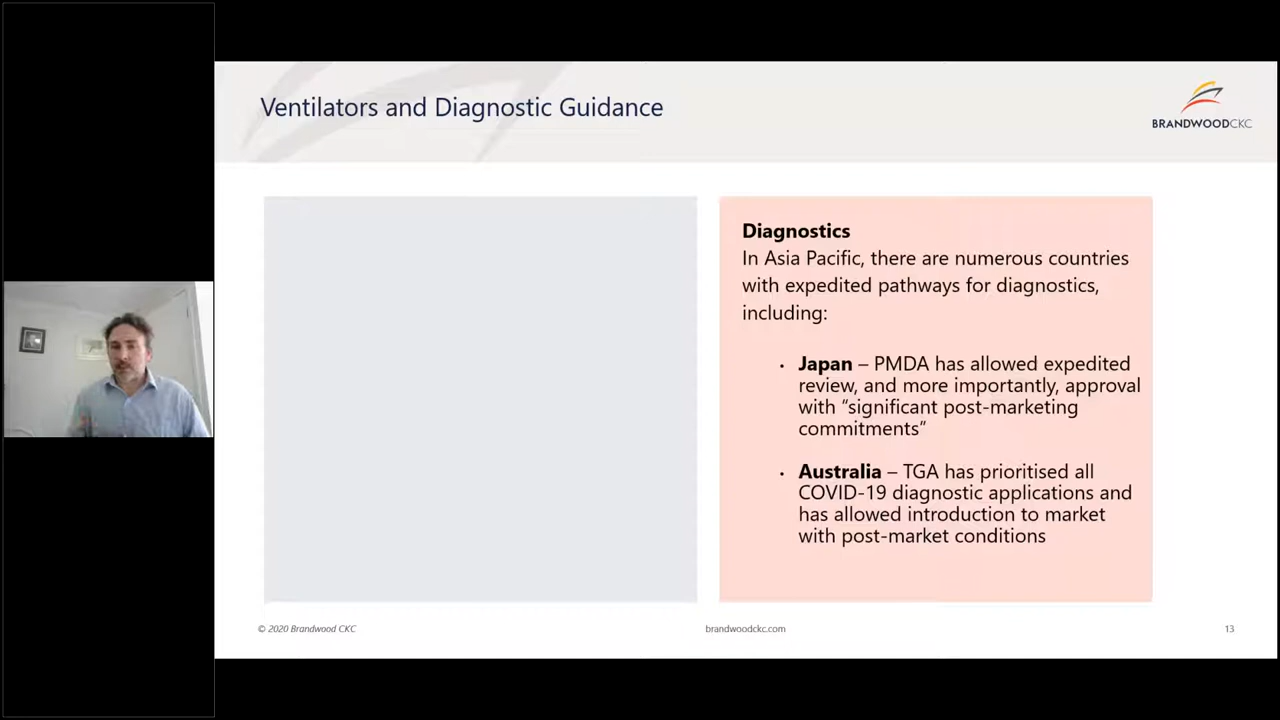 Ventilators and Diagnostic Guidance
BRANDWOODCKC
Diagnostics
In Asia Pacific, there are numerous countries
with expedited pathways for diagnostics,
including:
• Japan – PMDA has allowed expedited
review, and more importantly, approval
with “significant post-marketing
commitments”
• Australia – TGA has prioritised all
COVID-19 diagnostic applications and
has allowed introduction to market
with post-market conditions
© 2020 Brandwood CKC
brandwoodckc.com
13